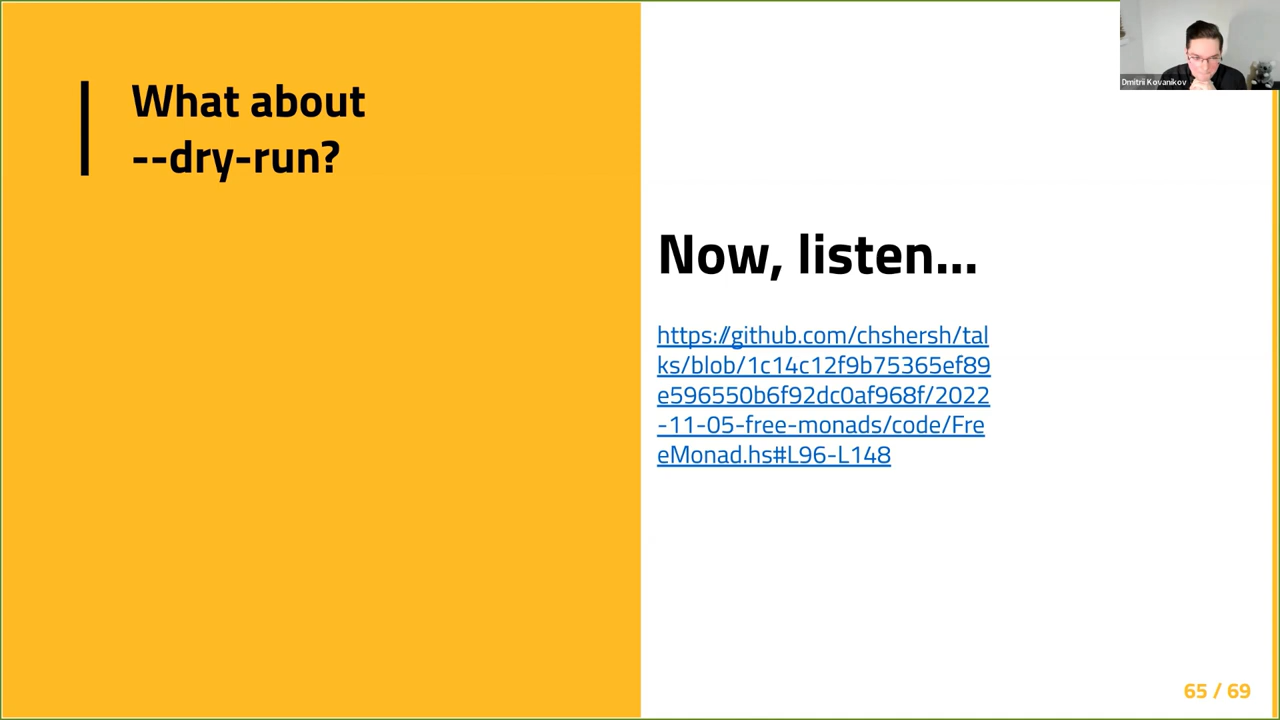 What about
--dry-run?
Now, listen...
https://github.com/chshersh/tal
ks/blob/1c14c12f9b75365ef89
e596550b6f92dc0af968f/2022
-11-05-free-monads/code/Fre
eMonad.hs#L96-L148
Dmitrii Kovanikov
65 / 69